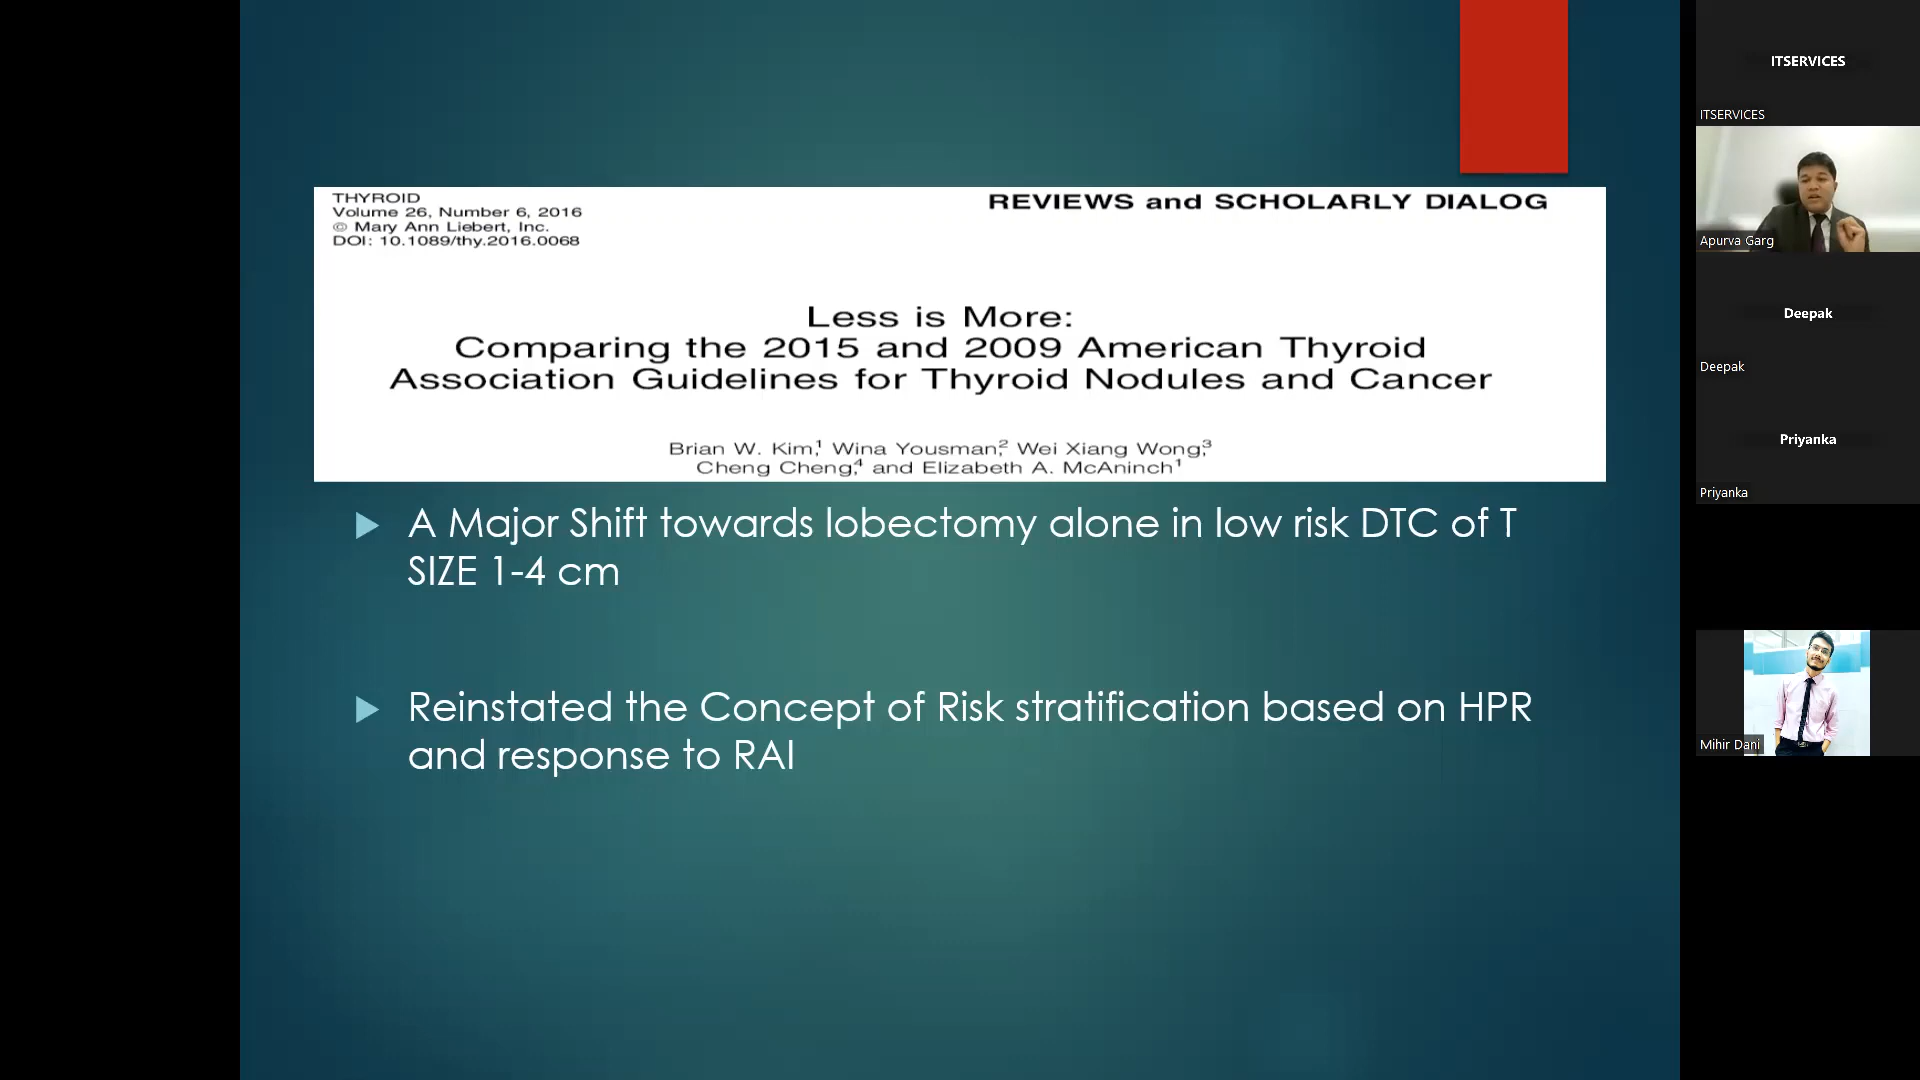 THYROID
Volume 26, Number 6, 2016
© Mary Ann Liebert, Inc.
DOI: 10.1089/thy.2016.0068
REVIEWS and SCHOLARLY DIALOG
Less is More:
Comparing the 2015 and 2009 American Thyroid
Association Guidelines for Thyroid Nodules and Cancer
Brian W. Kim,1 Wina Yousman,2 Wei Xiang Wong,3
Cheng Cheng,4 and Elizabeth A. McAninch1
A Major Shift towards lobectomy alone in low risk DTC of T
SIZE 1-4 cm
Reinstated the Concept of Risk stratification based on HPR
and response to RAI
ITSERVICES
ITSERVICES
Apurva Garg
Deepak
Deepak
Priyanka
Priyanka
Mihir Dani